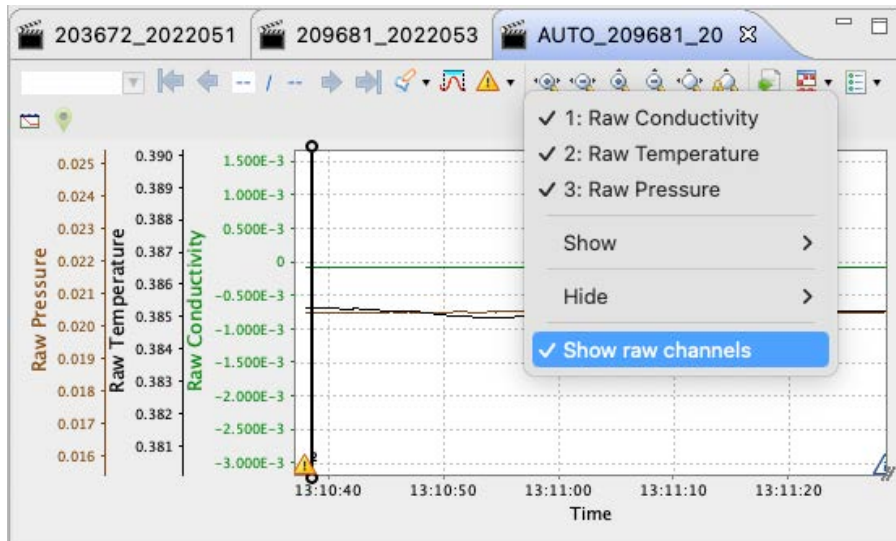 203672_2022051
209681_2022053
AUTO_209681_20
-- / --
1: Raw Conductivity
2: Raw Temperature
3: Raw Pressure
Show
Hide
Show raw channels
Raw Pressure
0.025
0.024
0.023
0.022
0.021
0.020
0.019
0.018
0.017
0.016
Raw Temperature
0.390
0.389
0.388
0.387
0.386
0.385
0.384
0.383
0.382
0.381
Raw Conductivity
1.500E-3
1.000E-3
0.500E-3
0
-0.500E-3
-1.000E-3
-1.500E-3
-2.000E-3
-2.500E-3
-3.000E-3
13:10:40
13:10:50
13:11:00
13:11:10
13:11:20
Time